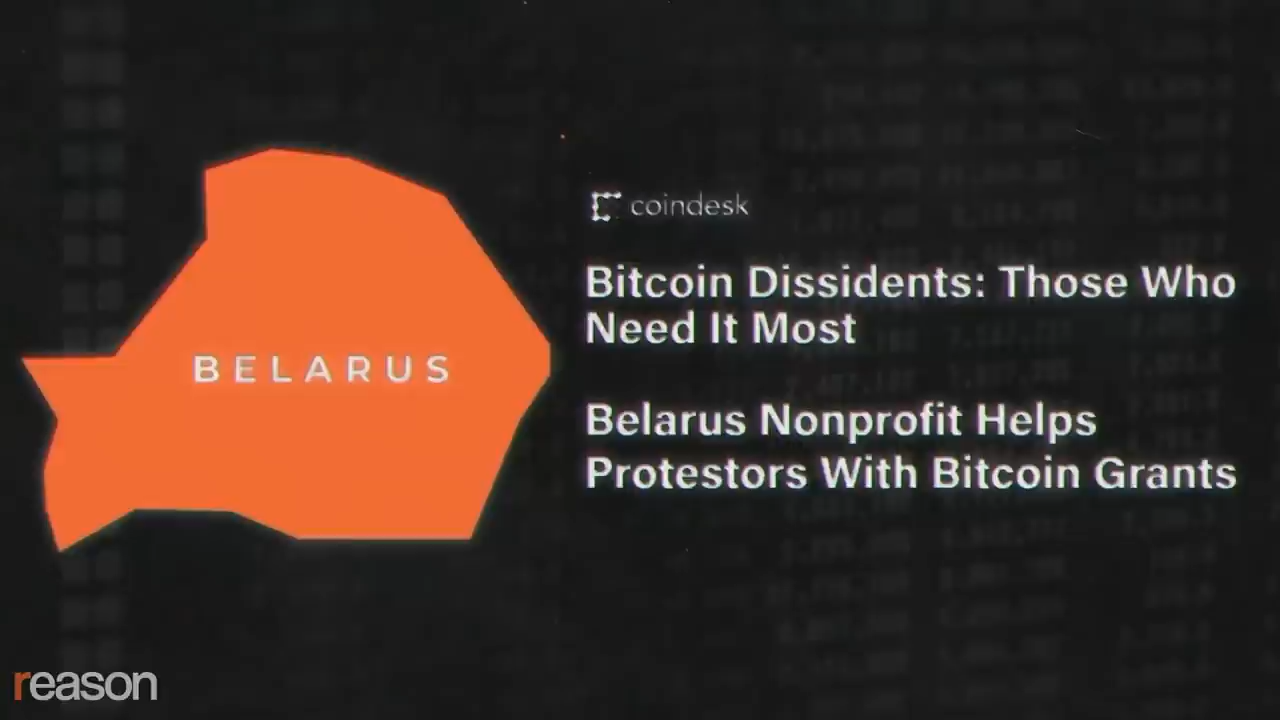 BELARUS
coindesk
Bitcoin Dissidents: Those Who
Need It Most
Belarus Nonprofit Helps
Protestors With Bitcoin Grants
reason